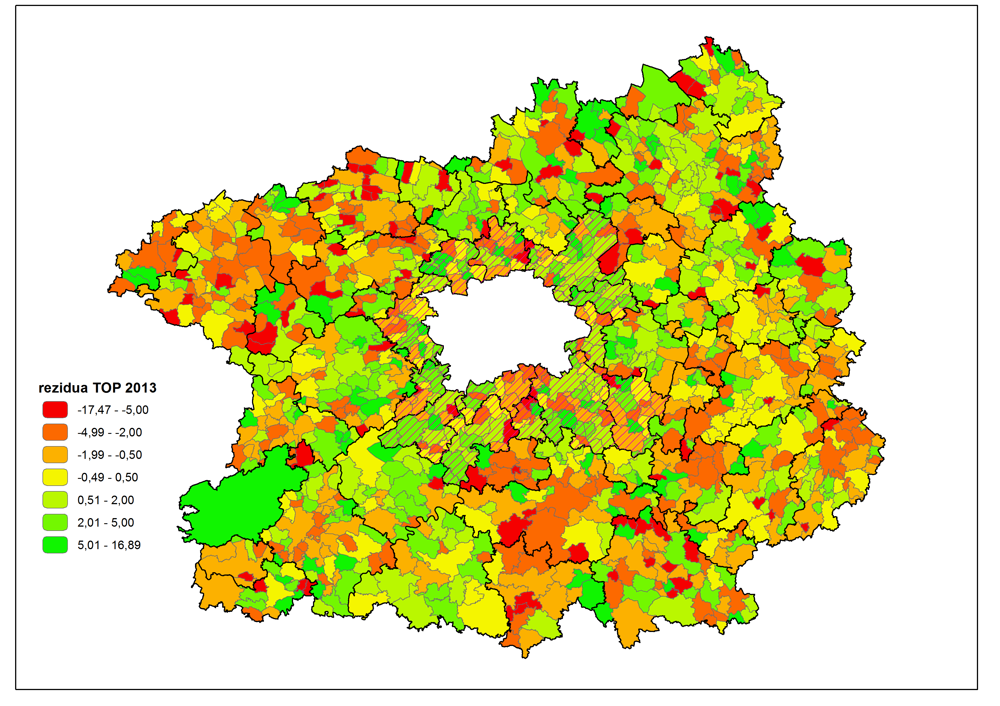 rezidua TOP 2013
-17,47 - -5,00
-4,99 - -2,00
-1,99 - -0,50
-0,49 - 0,50
0,51 - 2,00
2,01 - 5,00
5,01 - 16,89